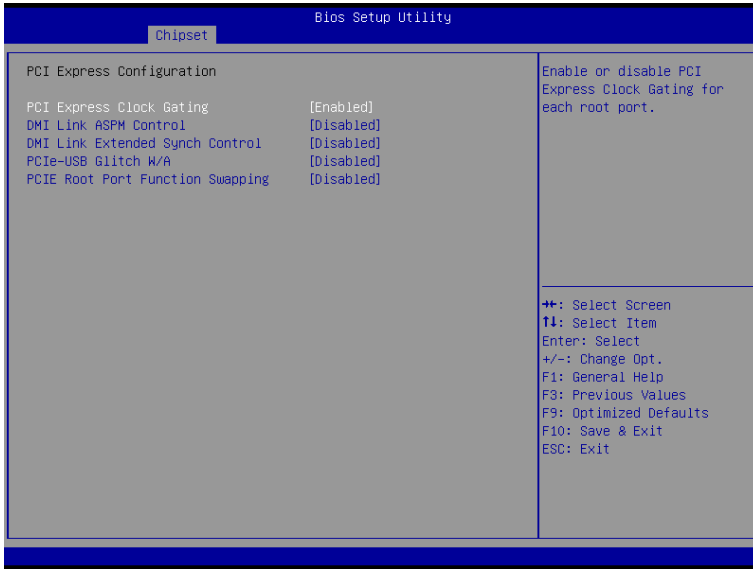 Bios Setup Utility
Chipset
PCI Express Configuration
PCI Express Clock Gating [Enabled]
DMI Link ASPM Control [Disabled]
DMI Link Extended Synch Control [Disabled]
PCIe-USB Glitch W/A [Disabled]
PCIE Root Port Function Swapping [Disabled]
Enable or disable PCI
Express Clock Gating for
each root port.
→←: Select Screen
↑↓: Select Item
Enter: Select
+/-: Change Opt.
F1: General Help
F3: Previous Values
F9: Optimized Defaults
F10: Save & Exit
ESC: Exit